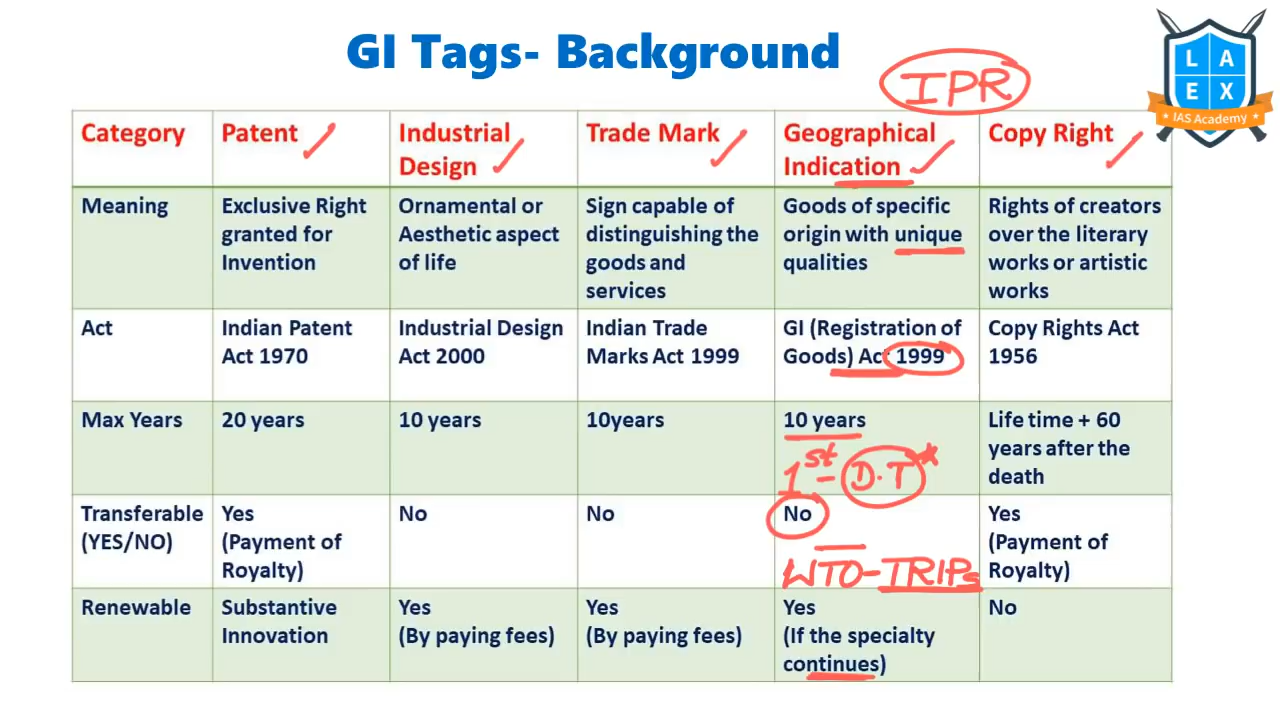 GI Tags- Background
IPR
L A
E X
IAS Academy
Category
Patent
Industrial
Design
Trade Mark
Geographical
Indication
Copy Right
Meaning
Exclusive Right
granted for
Invention
Ornamental or
Aesthetic aspect
of life
Sign capable of
distinguishing the
goods and
services
Goods of specific
origin with unique
qualities
Rights of creators
over the literary
works or artistic
works
Act
Indian Patent
Act 1970
Industrial Design
Act 2000
Indian Trade
Marks Act 1999
GI (Registration of
Goods) Act 1999
Copy Rights Act
1956
Max Years
20 years
10 years
10years
10 years
1st - D.T*
Life time + 60
years after the
death
Transferable
(YES/NO)
Yes
(Payment of
Royalty)
No
No
No
WTO-TRIPs
Yes
(Payment of
Royalty)
Renewable
Substantive
Innovation
Yes
(By paying fees)
Yes
(By paying fees)
Yes
(If the specialty
continues)
No